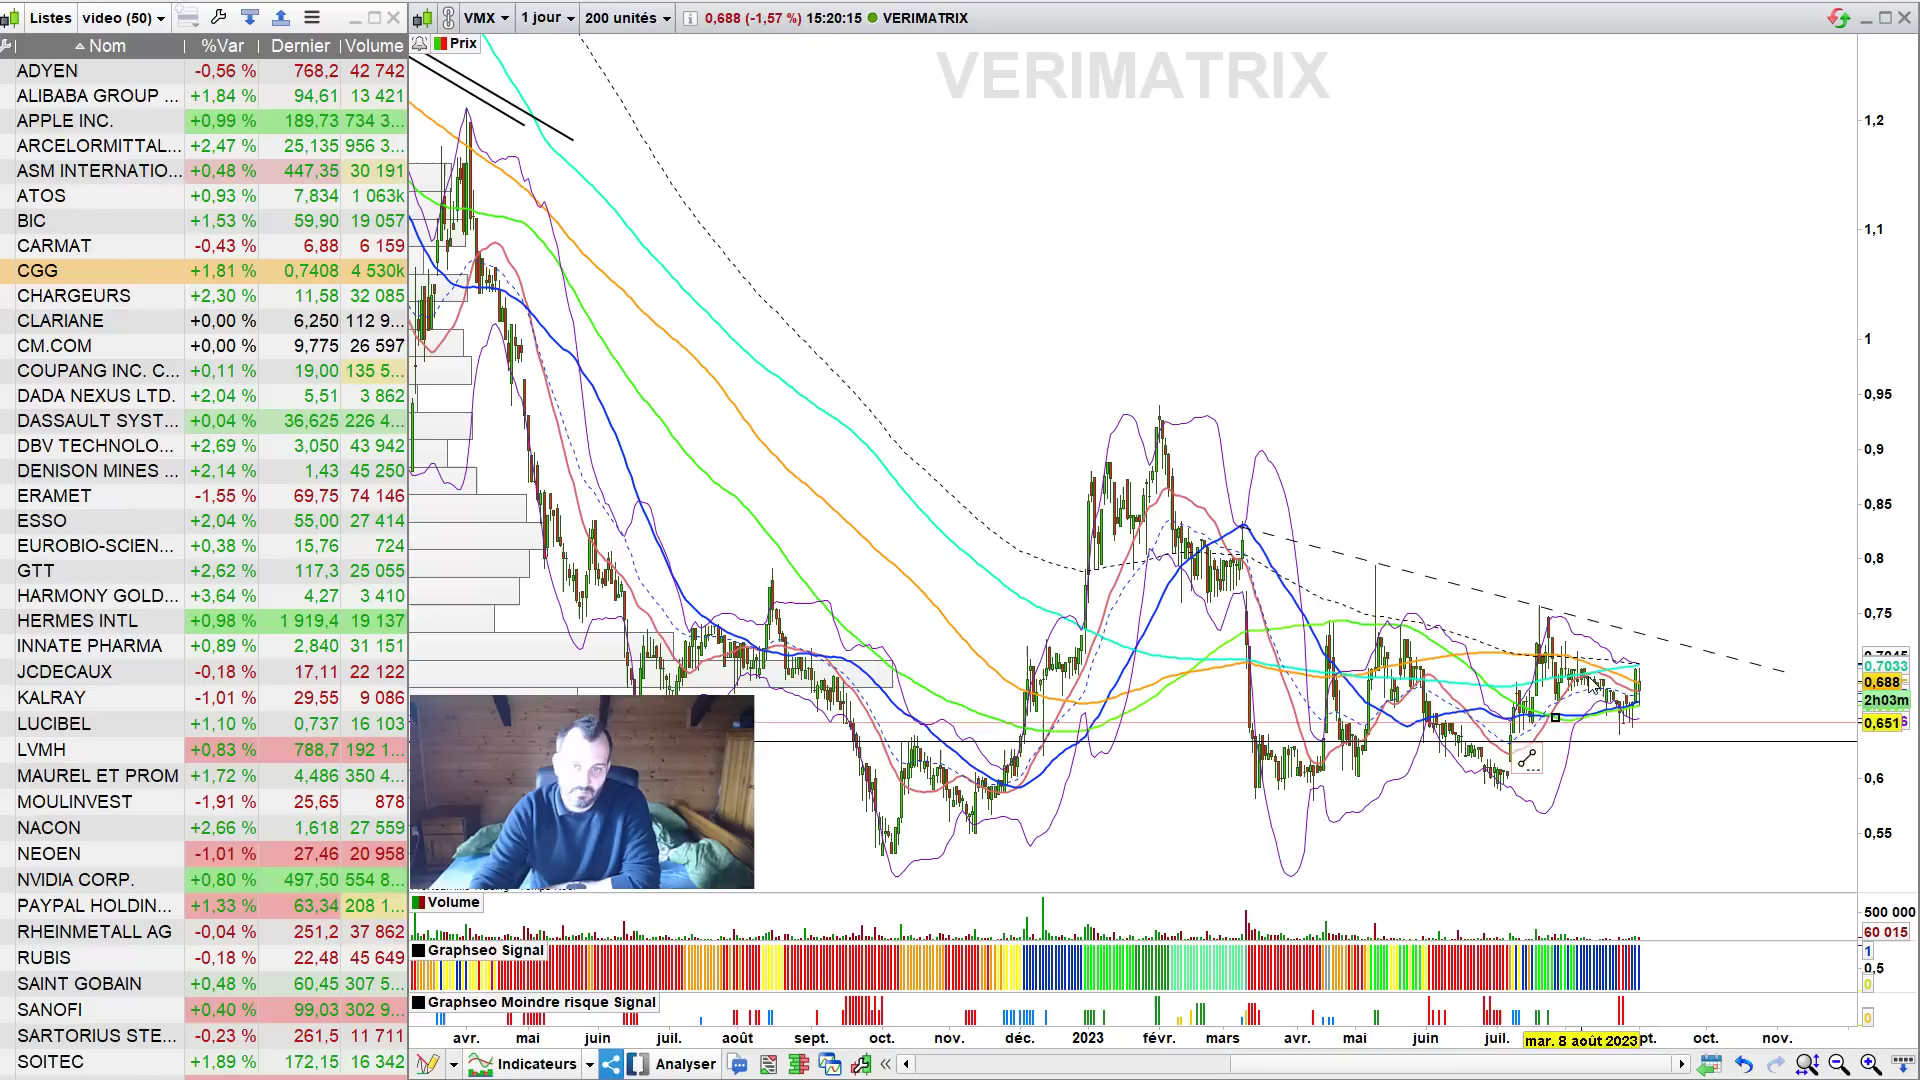 Listes video (50)
VMX 1 jour 200 unités 0,688 (-1,57 %) 15:20:15 VERIMATRIX
Nom %Var Dernier Volume
Prix
VERIMATRIX
ADYEN -0,56 % 768,2 42 742
ALIBABA GROUP ... +1,84 % 94,61 13 421
APPLE INC. +0,99 % 189,73 734 3...
ARCELORMITTAL... +2,47 % 25,135 956 3...
ASM INTERNATIO... +0,48 % 447,35 30 191
ATOS +0,93 % 7,834 1 063k
BIC +1,53 % 59,90 19 057
CARMAT -0,43 % 6,88 6 159
CGG +1,81 % 0,7408 4 530k
CHARGEURS +2,30 % 11,58 32 085
CLARIANE +0,00 % 6,250 112 9...
CM.COM +0,00 % 9,775 26 597
COUPANG INC. C... +0,11 % 19,00 135 5...
DADA NEXUS LTD. +2,04 % 5,51 3 862
DASSAULT SYST... +0,04 % 36,625 226 4...
DBV TECHNOLO... +2,69 % 3,050 43 942
DENISON MINES ... +2,14 % 1,43 45 250
ERAMET -1,55 % 69,75 74 146
ESSO +2,04 % 55,00 27 414
EUROBIO-SCIEN... +0,38 % 15,76 724
GTT +2,62 % 117,3 25 055
HARMONY GOLD... +3,64 % 4,27 3 410
HERMES INTL +0,98 % 1 919,4 19 137
INNATE PHARMA +0,89 % 2,840 31 151
JCDECAUX -0,18 % 17,11 22 122
KALRAY -1,01 % 29,55 9 086
LUCIBEL +1,10 % 0,737 16 103
LVMH +0,83 % 788,7 192 1...
MAUREL ET PROM +1,72 % 4,486 350 4...
MOULINVEST -1,91 % 25,65 878
NACON +2,66 % 1,618 27 559
NEOEN -1,01 % 27,46 20 958
NVIDIA CORP. +0,80 % 497,50 554 8...
PAYPAL HOLDIN... +1,33 % 63,34 208 1...
RHEINMETALL AG -0,04 % 251,2 37 862
RUBIS -0,18 % 22,48 45 649
SAINT GOBAIN +0,48 % 60,45 307 5...
SANOFI +0,40 % 99,03 302 9...
SARTORIUS STE... -0,23 % 261,5 11 711
SOITEC +1,89 % 172,15 16 342
1,2
1,1
1
0,95
0,9
0,85
0,8
0,75
0,7033
0,688
2h03m
0,651
0,6
0,55
Volume
500 000
60 015
Graphseo Signal
1
0,5
0
Graphseo Moindre risque Signal
0
avr. mai juin juil. août sept. oct. nov. déc. 2023 févr. mars avr. mai juin juil. mar. 8 août 2023 pt. oct. nov.
Indicateurs Analyser